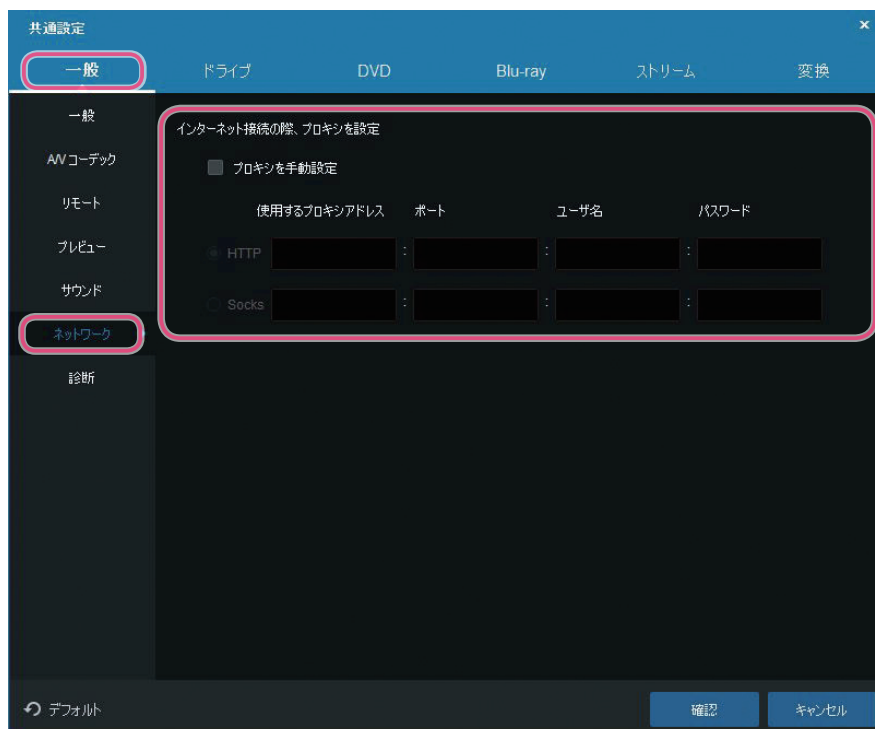 共通設定 ×
一般 ドライブ DVD Blu-ray ストリーム 変換
一般
A/Vコーデック
リモート
プレビュー
サウンド
ネットワーク
診断
インターネット接続の際、プロキシを設定
プロキシを手動設定
使用するプロキシアドレス ポート ユーザ名 パスワード
HTTP : : :
Socks : : :
デフォルト 確認 キャンセル